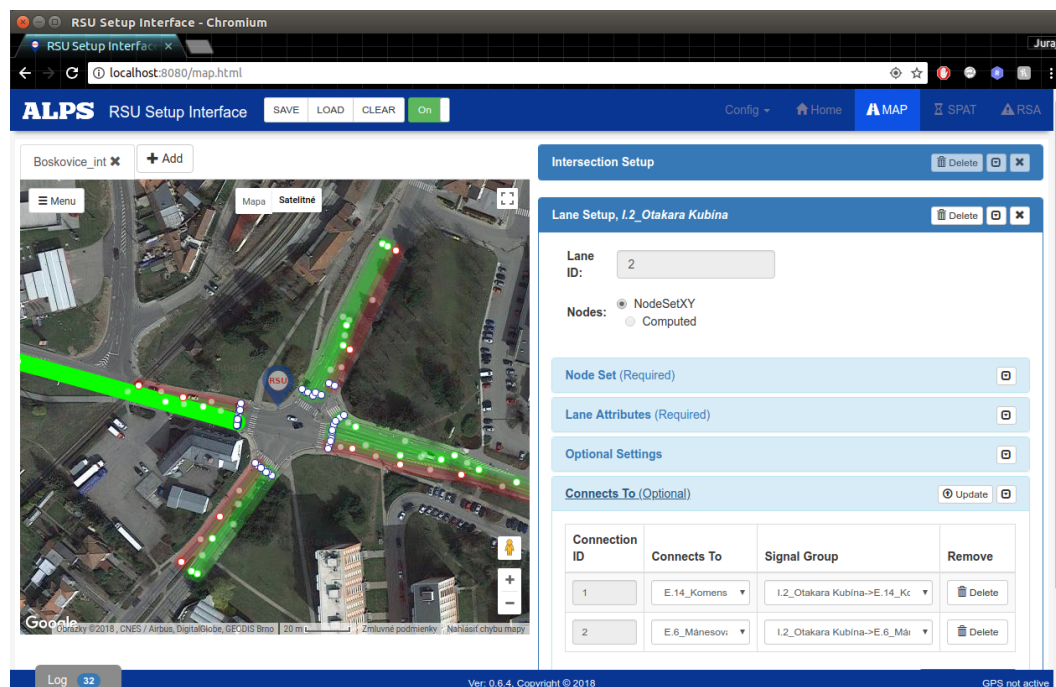 RSU Setup Interface - Chromium
RSU Setup Interfac ×
Jura
localhost:8080/map.html
ALPS RSU Setup Interface SAVE LOAD CLEAR On Config Home MAP SPAT RSA
Boskovice_int ✖ + Add
Menu Mapa Satelitné
RSU
+
−
Google
Obrázky ©2018 , CNES / Airbus, DigitalGlobe, GEODIS Brno 20 m Zmluvné podmienky Nahlásiť chybu mapy
Intersection Setup Delete
Lane Setup, I.2_Otakara Kubína Delete
Lane ID: 2
Nodes: NodeSetXY
Computed
Node Set (Required)
Lane Attributes (Required)
Optional Settings
Connects To (Optional) Update
Connection ID Connects To Signal Group Remove
1 E.14_Komens I.2_Otakara Kubína->E.14_Kc Delete
2 E.6_Mánesova I.2_Otakara Kubína->E.6_Már Delete
Log 32 Ver: 0.6.4, Copyright © 2018 GPS not active